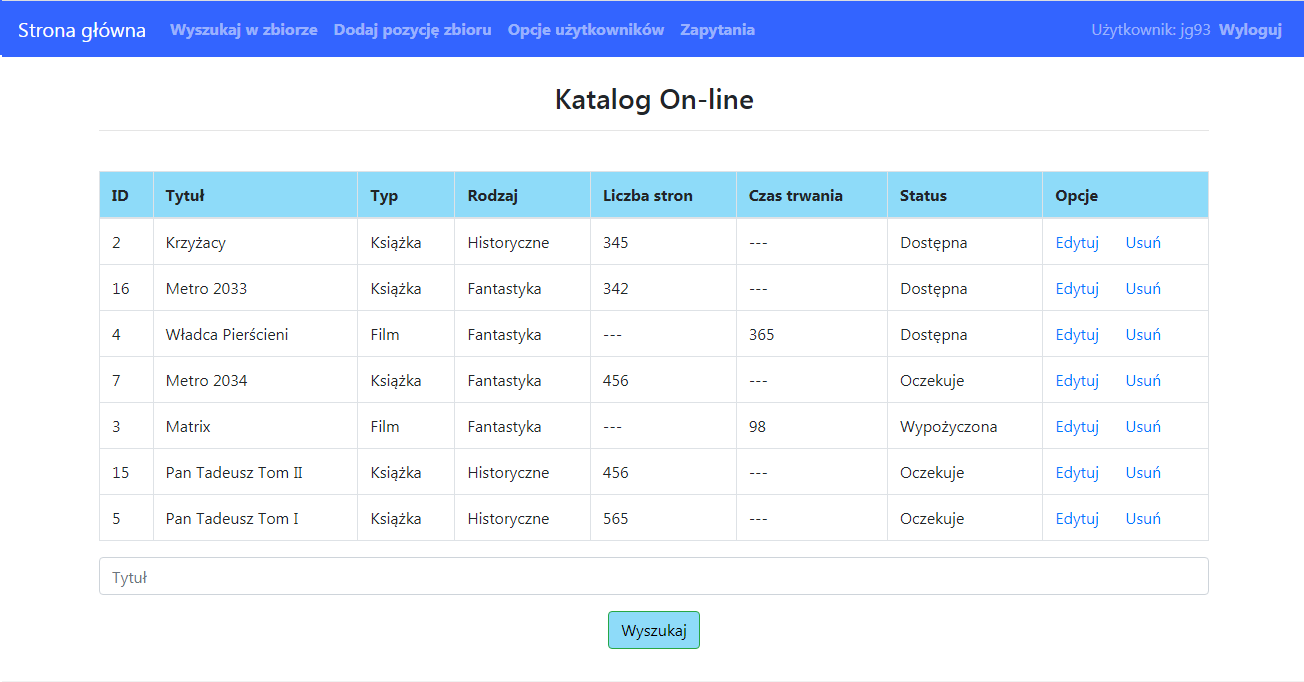 Strona główna Wyszukaj w zbiorze Dodaj pozycję zbioru Opcje użytkowników Zapytania Użytkownik: jg93 Wyloguj
Katalog On-line
ID Tytuł Typ Rodzaj Liczba stron Czas trwania Status Opcje
2 Krzyżacy Książka Historyczne 345 --- Dostępna Edytuj Usuń
16 Metro 2033 Książka Fantastyka 342 --- Dostępna Edytuj Usuń
4 Władca Pierścieni Film Fantastyka --- 365 Dostępna Edytuj Usuń
7 Metro 2034 Książka Fantastyka 456 --- Oczekuje Edytuj Usuń
3 Matrix Film Fantastyka --- 98 Wypożyczona Edytuj Usuń
15 Pan Tadeusz Tom II Książka Historyczne 456 --- Oczekuje Edytuj Usuń
5 Pan Tadeusz Tom I Książka Historyczne 565 --- Oczekuje Edytuj Usuń
Tytuł
Wyszukaj